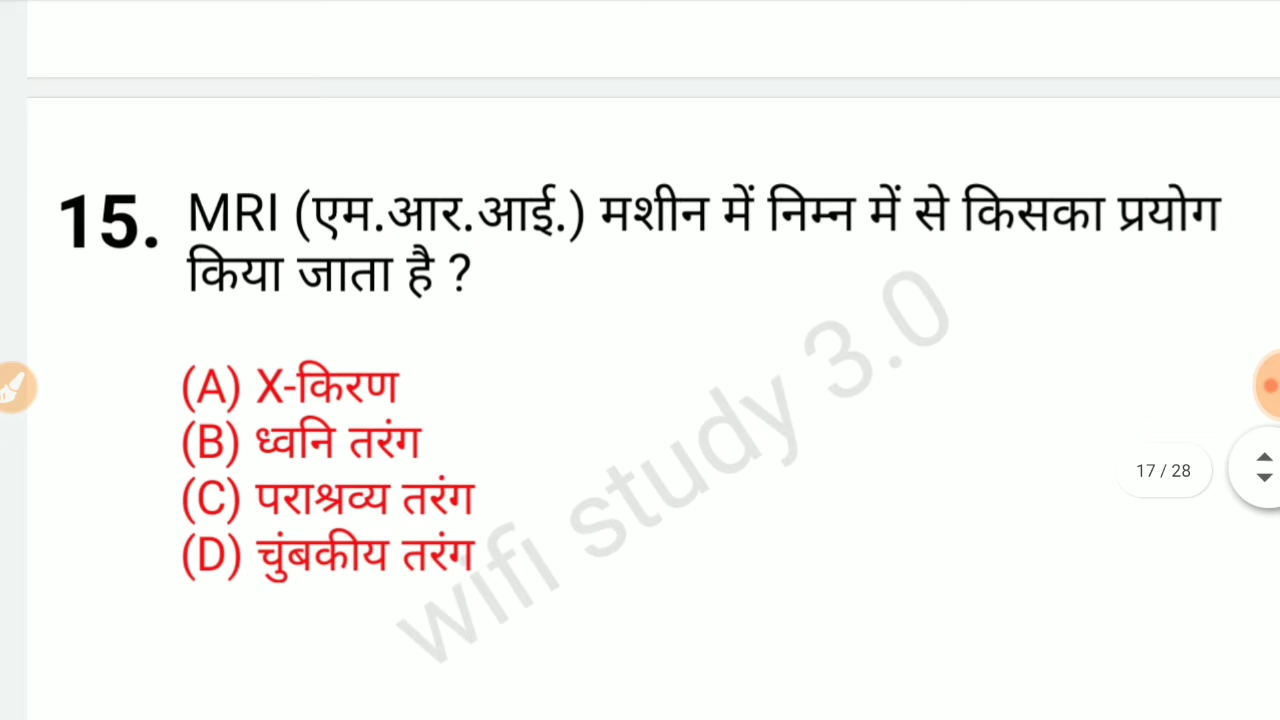 15. MRI (एम.आर.आई.) मशीन में निम्न में से किसका प्रयोग
किया जाता है ?
(A) X-किरण
(B) ध्वनि तरंग
(C) पराश्रव्य तरंग
(D) चुंबकीय तरंग
wifi study 3.0
17 / 28